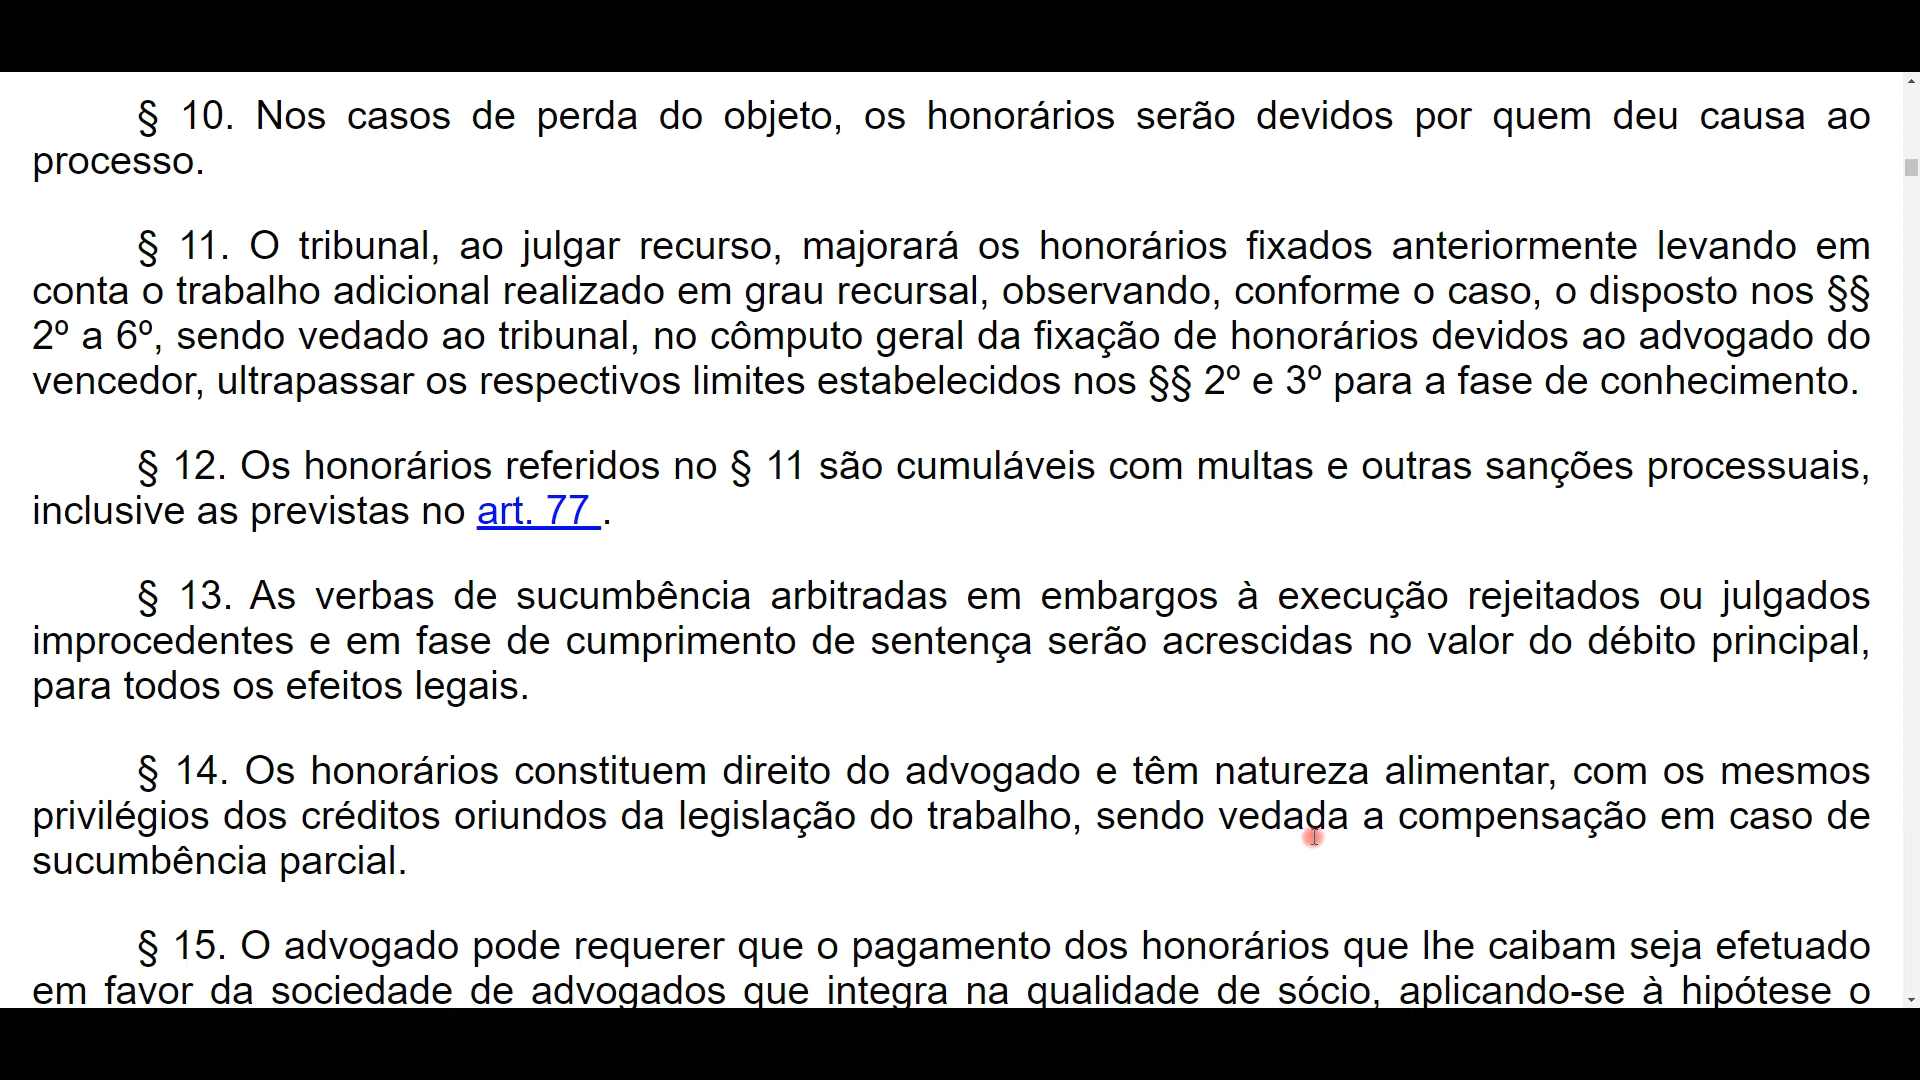 § 10. Nos casos de perda do objeto, os honorários serão devidos por quem deu causa ao
processo.
§ 11. O tribunal, ao julgar recurso, majorará os honorários fixados anteriormente levando em
conta o trabalho adicional realizado em grau recursal, observando, conforme o caso, o disposto nos §§
2º a 6º, sendo vedado ao tribunal, no cômputo geral da fixação de honorários devidos ao advogado do
vencedor, ultrapassar os respectivos limites estabelecidos nos §§ 2º e 3º para a fase de conhecimento.
§ 12. Os honorários referidos no § 11 são cumuláveis com multas e outras sanções processuais,
inclusive as previstas no art. 77 .
§ 13. As verbas de sucumbência arbitradas em embargos à execução rejeitados ou julgados
improcedentes e em fase de cumprimento de sentença serão acrescidas no valor do débito principal,
para todos os efeitos legais.
§ 14. Os honorários constituem direito do advogado e têm natureza alimentar, com os mesmos
privilégios dos créditos oriundos da legislação do trabalho, sendo vedada a compensação em caso de
sucumbência parcial.
§ 15. O advogado pode requerer que o pagamento dos honorários que lhe caibam seja efetuado
em favor da sociedade de advogados que integra na qualidade de sócio, aplicando-se à hipótese o